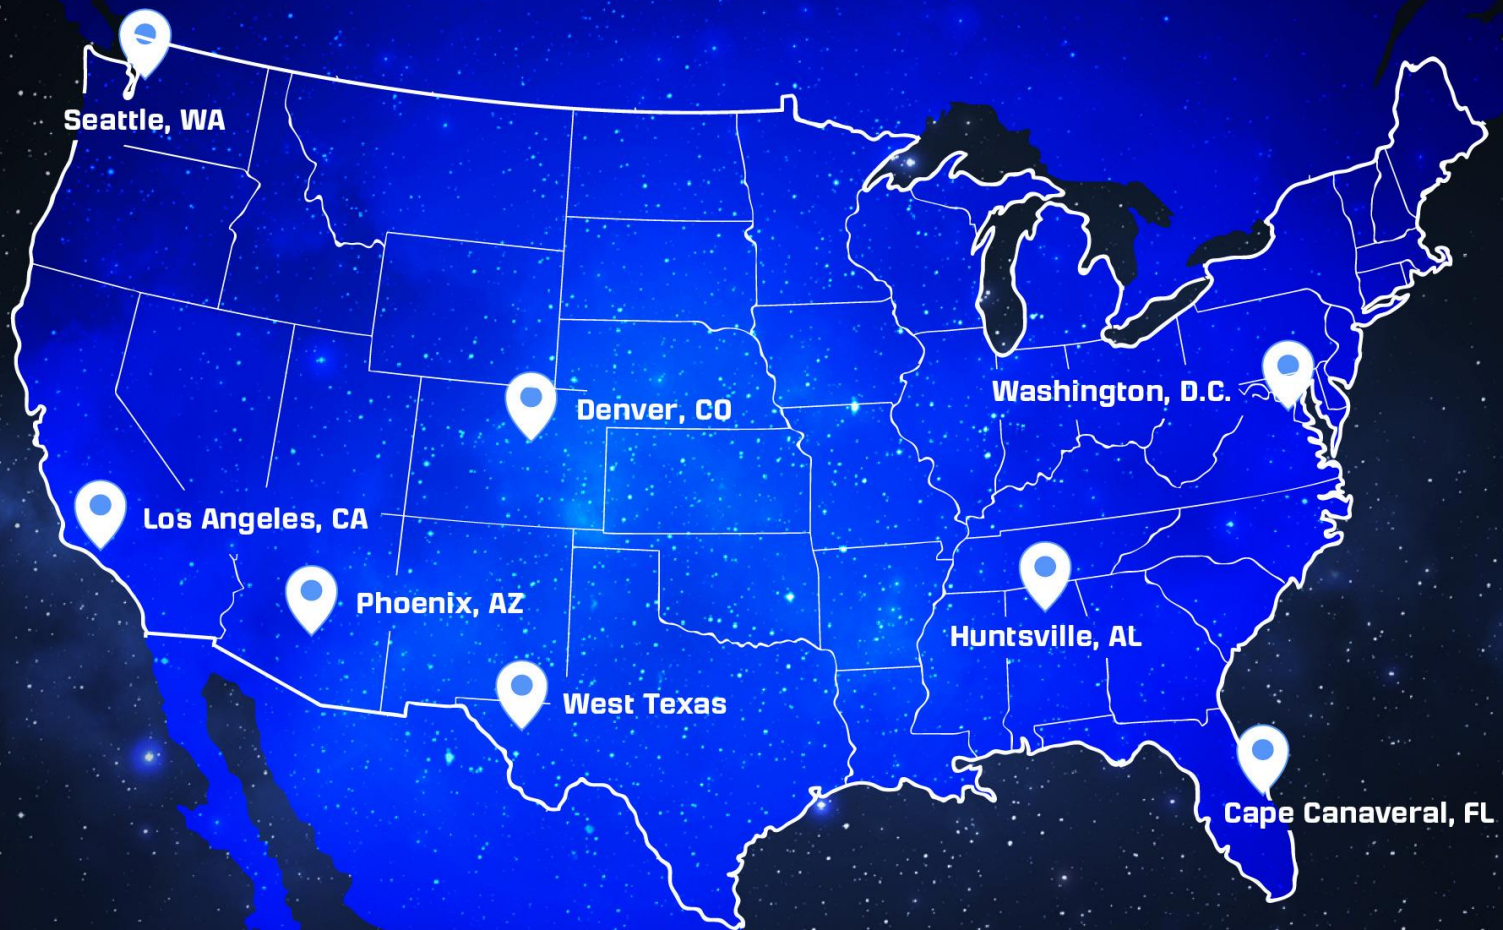 Seattle, WA
Washington, D.C.
Denver, CO
Los Angeles, CA
Phoenix, AZ
Huntsville, AL
West Texas
Cape Canaveral, FL